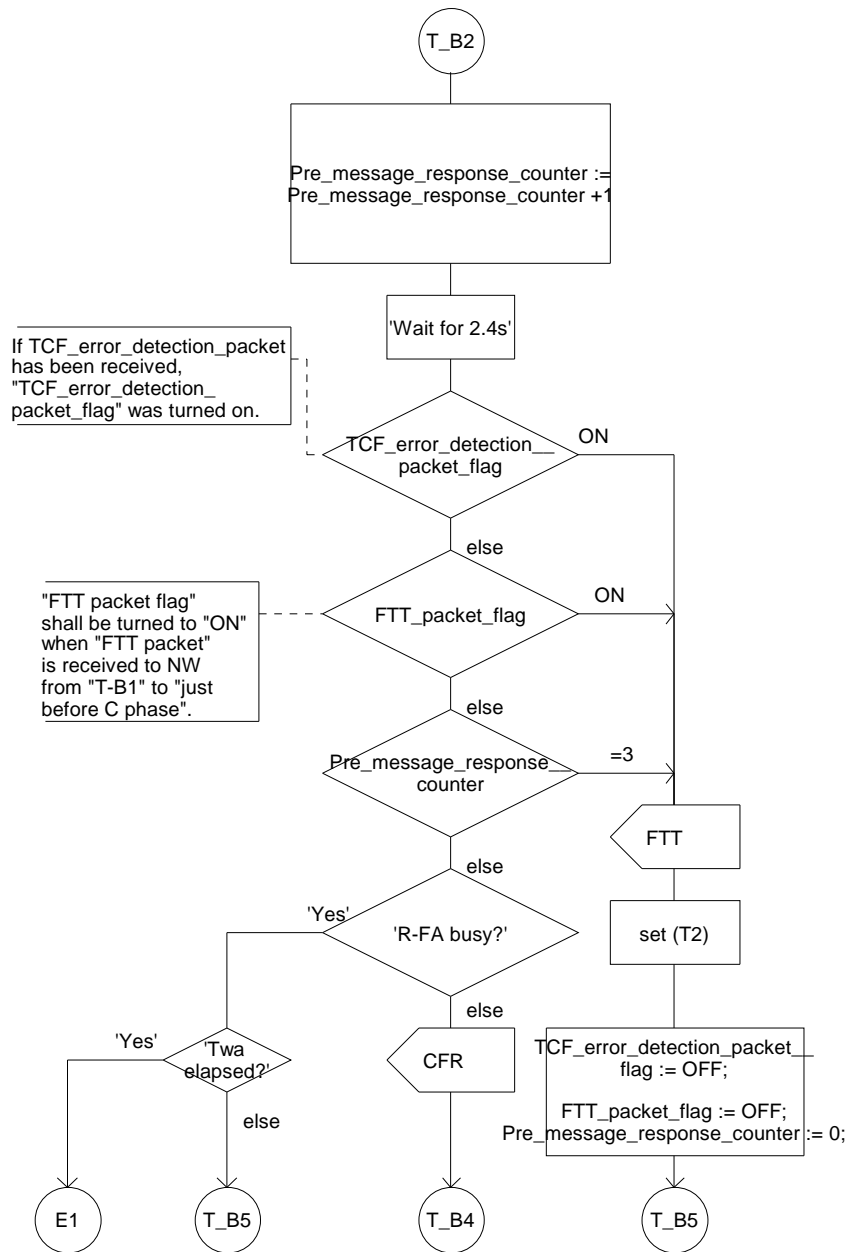 T_B2
Pre_message_response_counter :=
Pre_message_response_counter +1
'Wait for 2.4s'
If TCF_error_detection_packet
has been received,
"TCF_error_detection_
packet_flag" was turned on.
TCF_error_detection__
packet_flag
ON
else
"FTT packet flag"
shall be turned to "ON"
when "FTT packet"
is received to NW
from "T-B1" to "just
before C phase".
FTT_packet_flag
ON
else
Pre_message_response__
counter
=3
else
FTT
'R-FA busy?'
'Yes'
else
set (T2)
'Twa
elapsed?'
'Yes'
else
CFR
TCF_error_detection_packet__
flag := OFF;
FTT_packet_flag := OFF;
Pre_message_response_counter := 0;
E1
T_B5
T_B4
T_B5